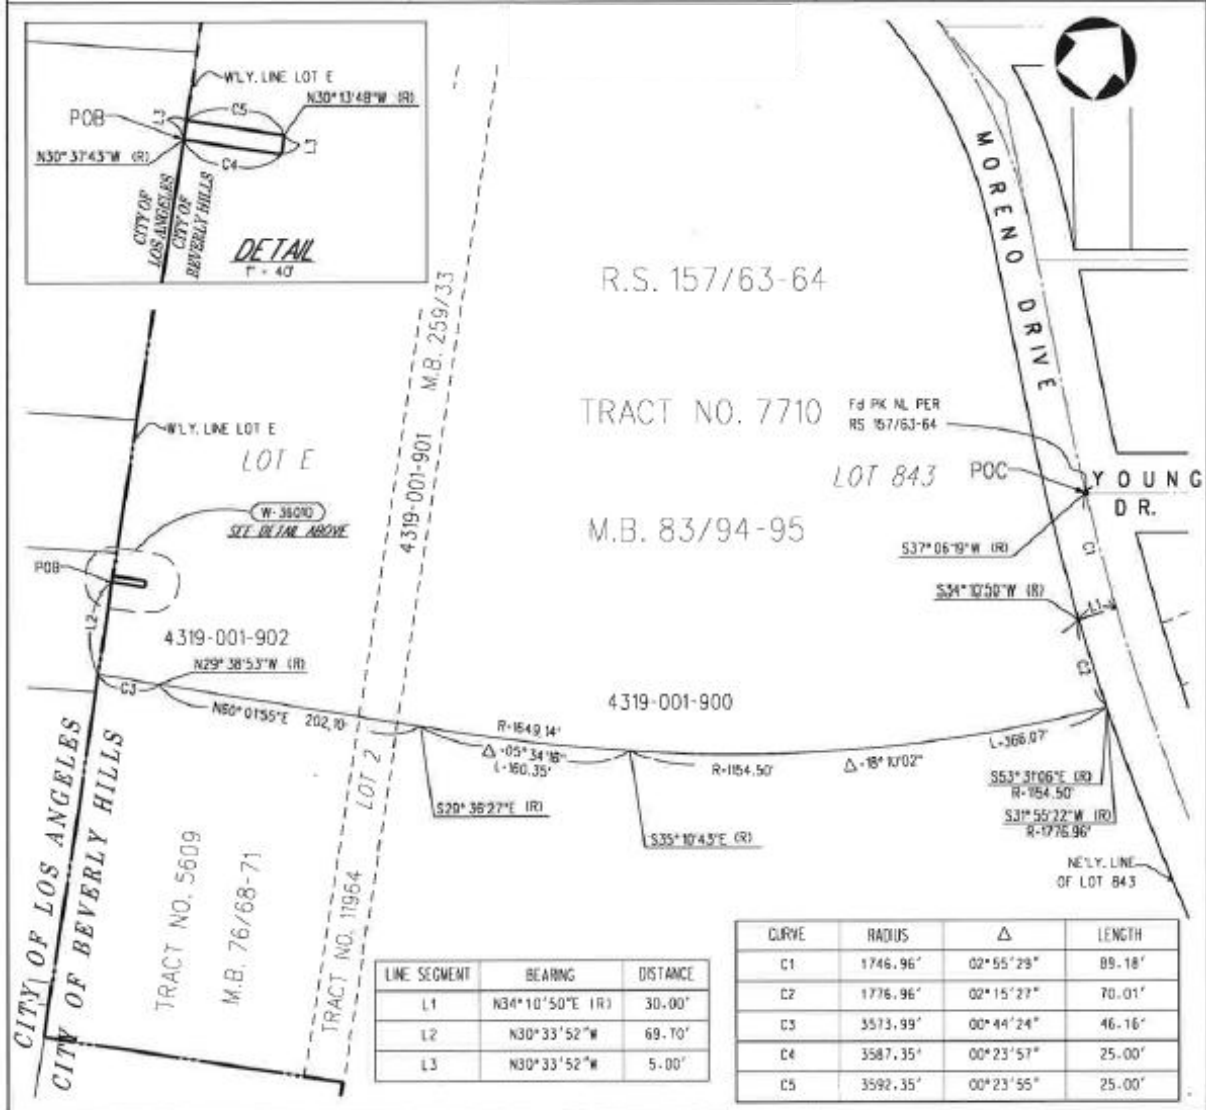 W'LY. LINE LOT E
N30°13'48"W (R)
C5
L3
POB
L3
N30°37'43"W (R)
C4
CITY OF
LOS ANGELES
CITY OF
BEVERLY HILLS
DETAIL
1" = 40'
MORENO DRIVE
R.S. 157/63-64
M.B. 259/33
TRACT NO. 7710
Fd PK NL PER
RS 157/63-64
W'LY. LINE LOT E
LOT E
4319-001-901
LOT 843
POC
YOUNG
DR.
W-36010
SEE DETAIL ABOVE
M.B. 83/94-95
S37°06'19"W (R)
C1
POB
S34°10'50"W (R)
L1
L2
4319-001-902
N29°38'53"W (R)
C2
C3
4319-001-900
N60°01'55"E 202.10'
R=1649.14'
Δ=05°34'16"
L=160.35'
R=1154.50'
Δ=18°10'02"
L=366.07'
S53°31'06"E (R)
R=1154.50'
S31°55'22"W (R)
R=1776.96'
S29°36'27"E (R)
S35°10'43"E (R)
LOT 2
NE'LY. LINE
OF LOT 843
CITY OF LOS ANGELES
CITY OF BEVERLY HILLS
TRACT NO. 5609
M.B. 76/68-71
TRACT NO. 11964
LINE SEGMENT BEARING DISTANCE
L1 N34°10'50"E (R) 30.00'
L2 N30°33'52"W 69.70'
L3 N30°33'52"W 5.00'
CURVE RADIUS Δ LENGTH
C1 1746.96' 02°55'29" 89.18'
C2 1776.96' 02°15'27" 70.01'
C3 3573.99' 00°44'24" 46.16'
C4 3587.35' 00°23'57" 25.00'
C5 3592.35' 00°23'55" 25.00'